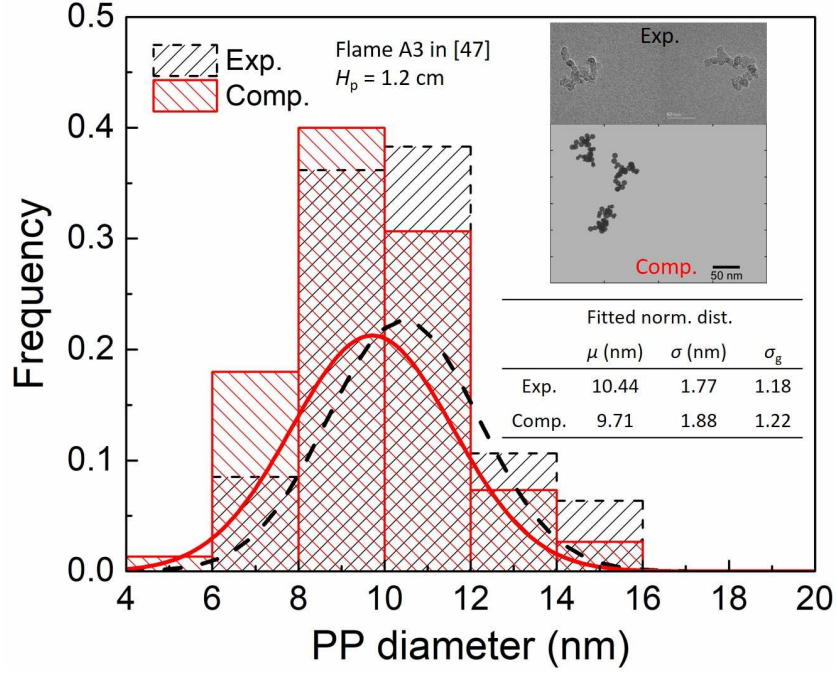 0.5
0.4
0.3
0.2
0.1
0.0
Frequency
Exp.
Comp.
Flame A3 in [47]
Hₚ = 1.2 cm
Exp.
Comp.
50 nm
Fitted norm. dist.
μ (nm) σ (nm) σg
Exp. 10.44 1.77 1.18
Comp. 9.71 1.88 1.22
4 6 8 10 12 14 16 18 20
PP diameter (nm)